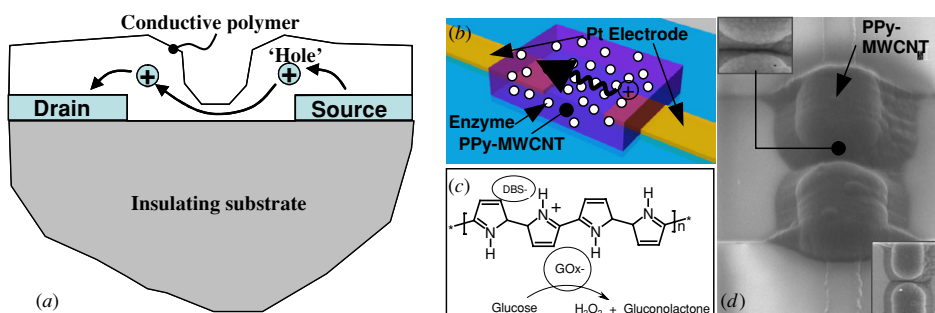 Conductive polymer
'Hole'
+
+
Drain
Source
Insulating substrate
(a)
(b)
Pt Electrode
+
Enzyme
PPy-MWCNT
(c)
DBS-
H
N
+
H
N
*
[
]
n
*
N
H
N
H
GOx-
Glucose
H2O2 + Gluconolactone
PPy-
MWCNT
(d)